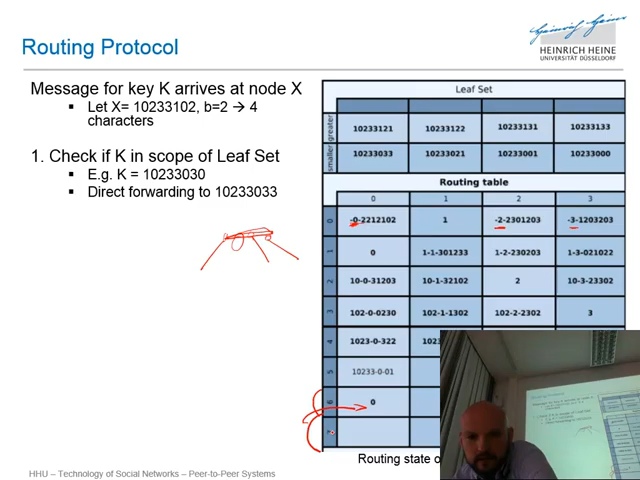 Routing Protocol
Heinrich Heine
HEINRICH HEINE
UNIVERSITÄT DÜSSELDORF
Message for key K arrives at node X
▪ Let X= 10233102, b=2 → 4
characters
1. Check if K in scope of Leaf Set
▪ E.g. K = 10233030
▪ Direct forwarding to 10233033
Leaf Set
greater 10233121 10233122 10233131 10233133
smaller 10233033 10233021 10233001 10233000
Routing table
0 1 2 3
0 -0-2212102 1 -2-2301203 -3-1203203
1 0 1-1-301233 1-2-230203 1-3-021022
2 10-0-31203 10-1-32102 2 10-3-23302
3 102-0-0230 102-1-1302 102-2-2302 3
4 1023-0-322
5 10233-0-01
6 0
Routing state
HHU – Technology of Social Networks – Peer-to-Peer Systems